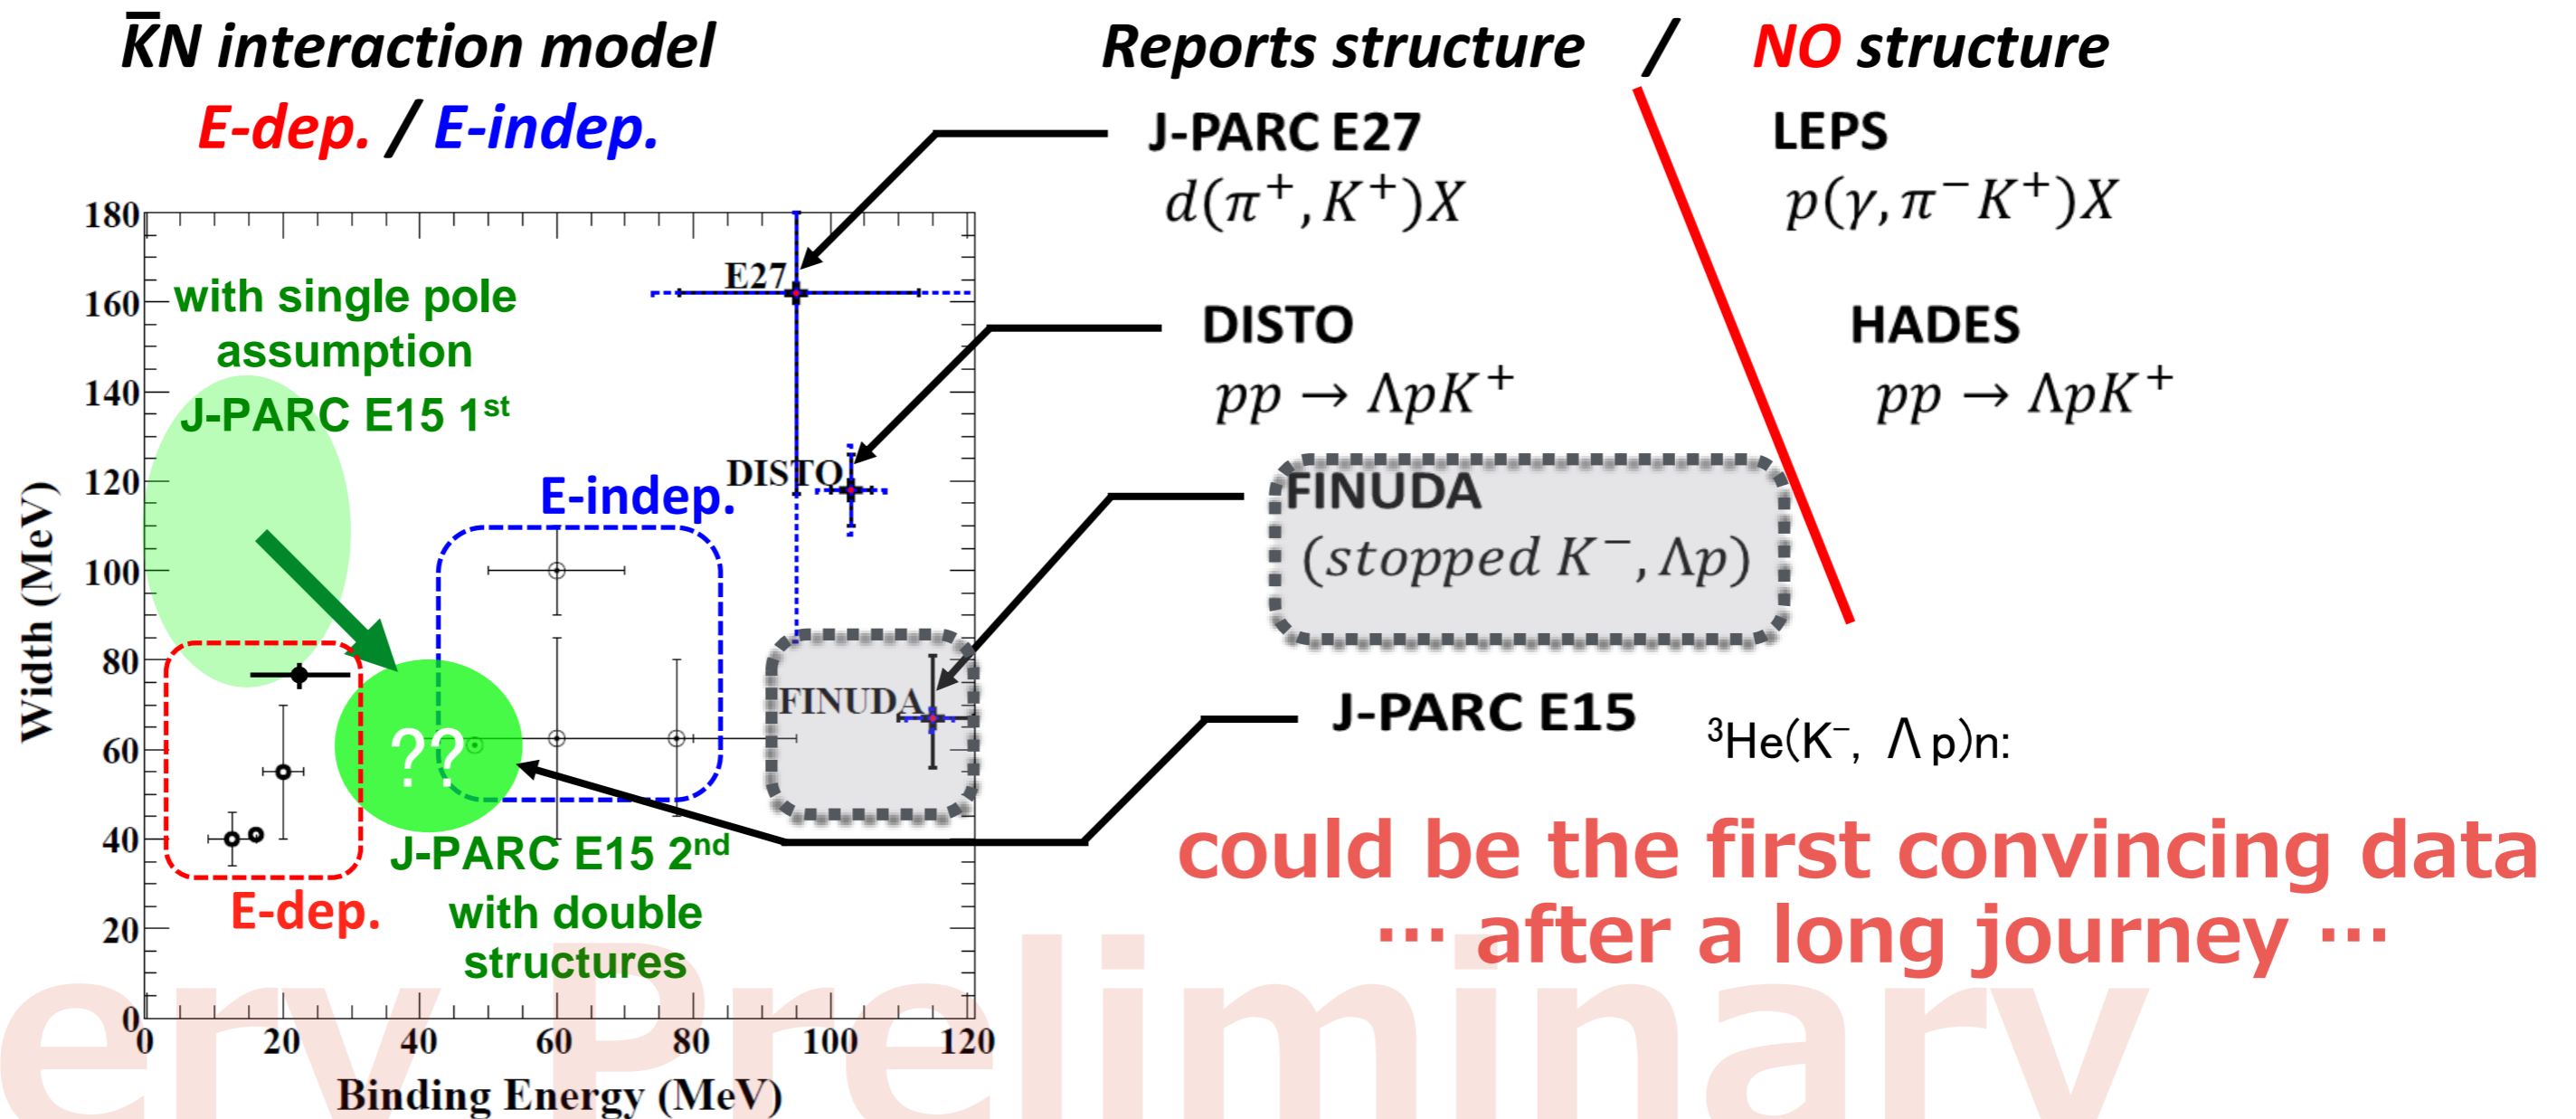 K̄N interaction model
E-dep. / E-indep.
Reports structure / NO structure
J-PARC E27
d(π⁺, K⁺)X
LEPS
p(γ, π⁻K⁺)X
DISTO
pp → ΛpK⁺
HADES
pp → ΛpK⁺
FINUDA
(stopped K⁻, Λp)
J-PARC E15
³He(K⁻, Λp)n:
could be the first convincing data
… after a long journey …
180
160
140
120
100
80
60
40
20
0
Width (MeV)
E27
with single pole
assumption
J-PARC E15 1st
DISTO
E-indep.
FINUDA
??
E-dep.
J-PARC E15 2nd
with double
structures
0 20 40 60 80 100 120
Binding Energy (MeV)
ery Preliminary